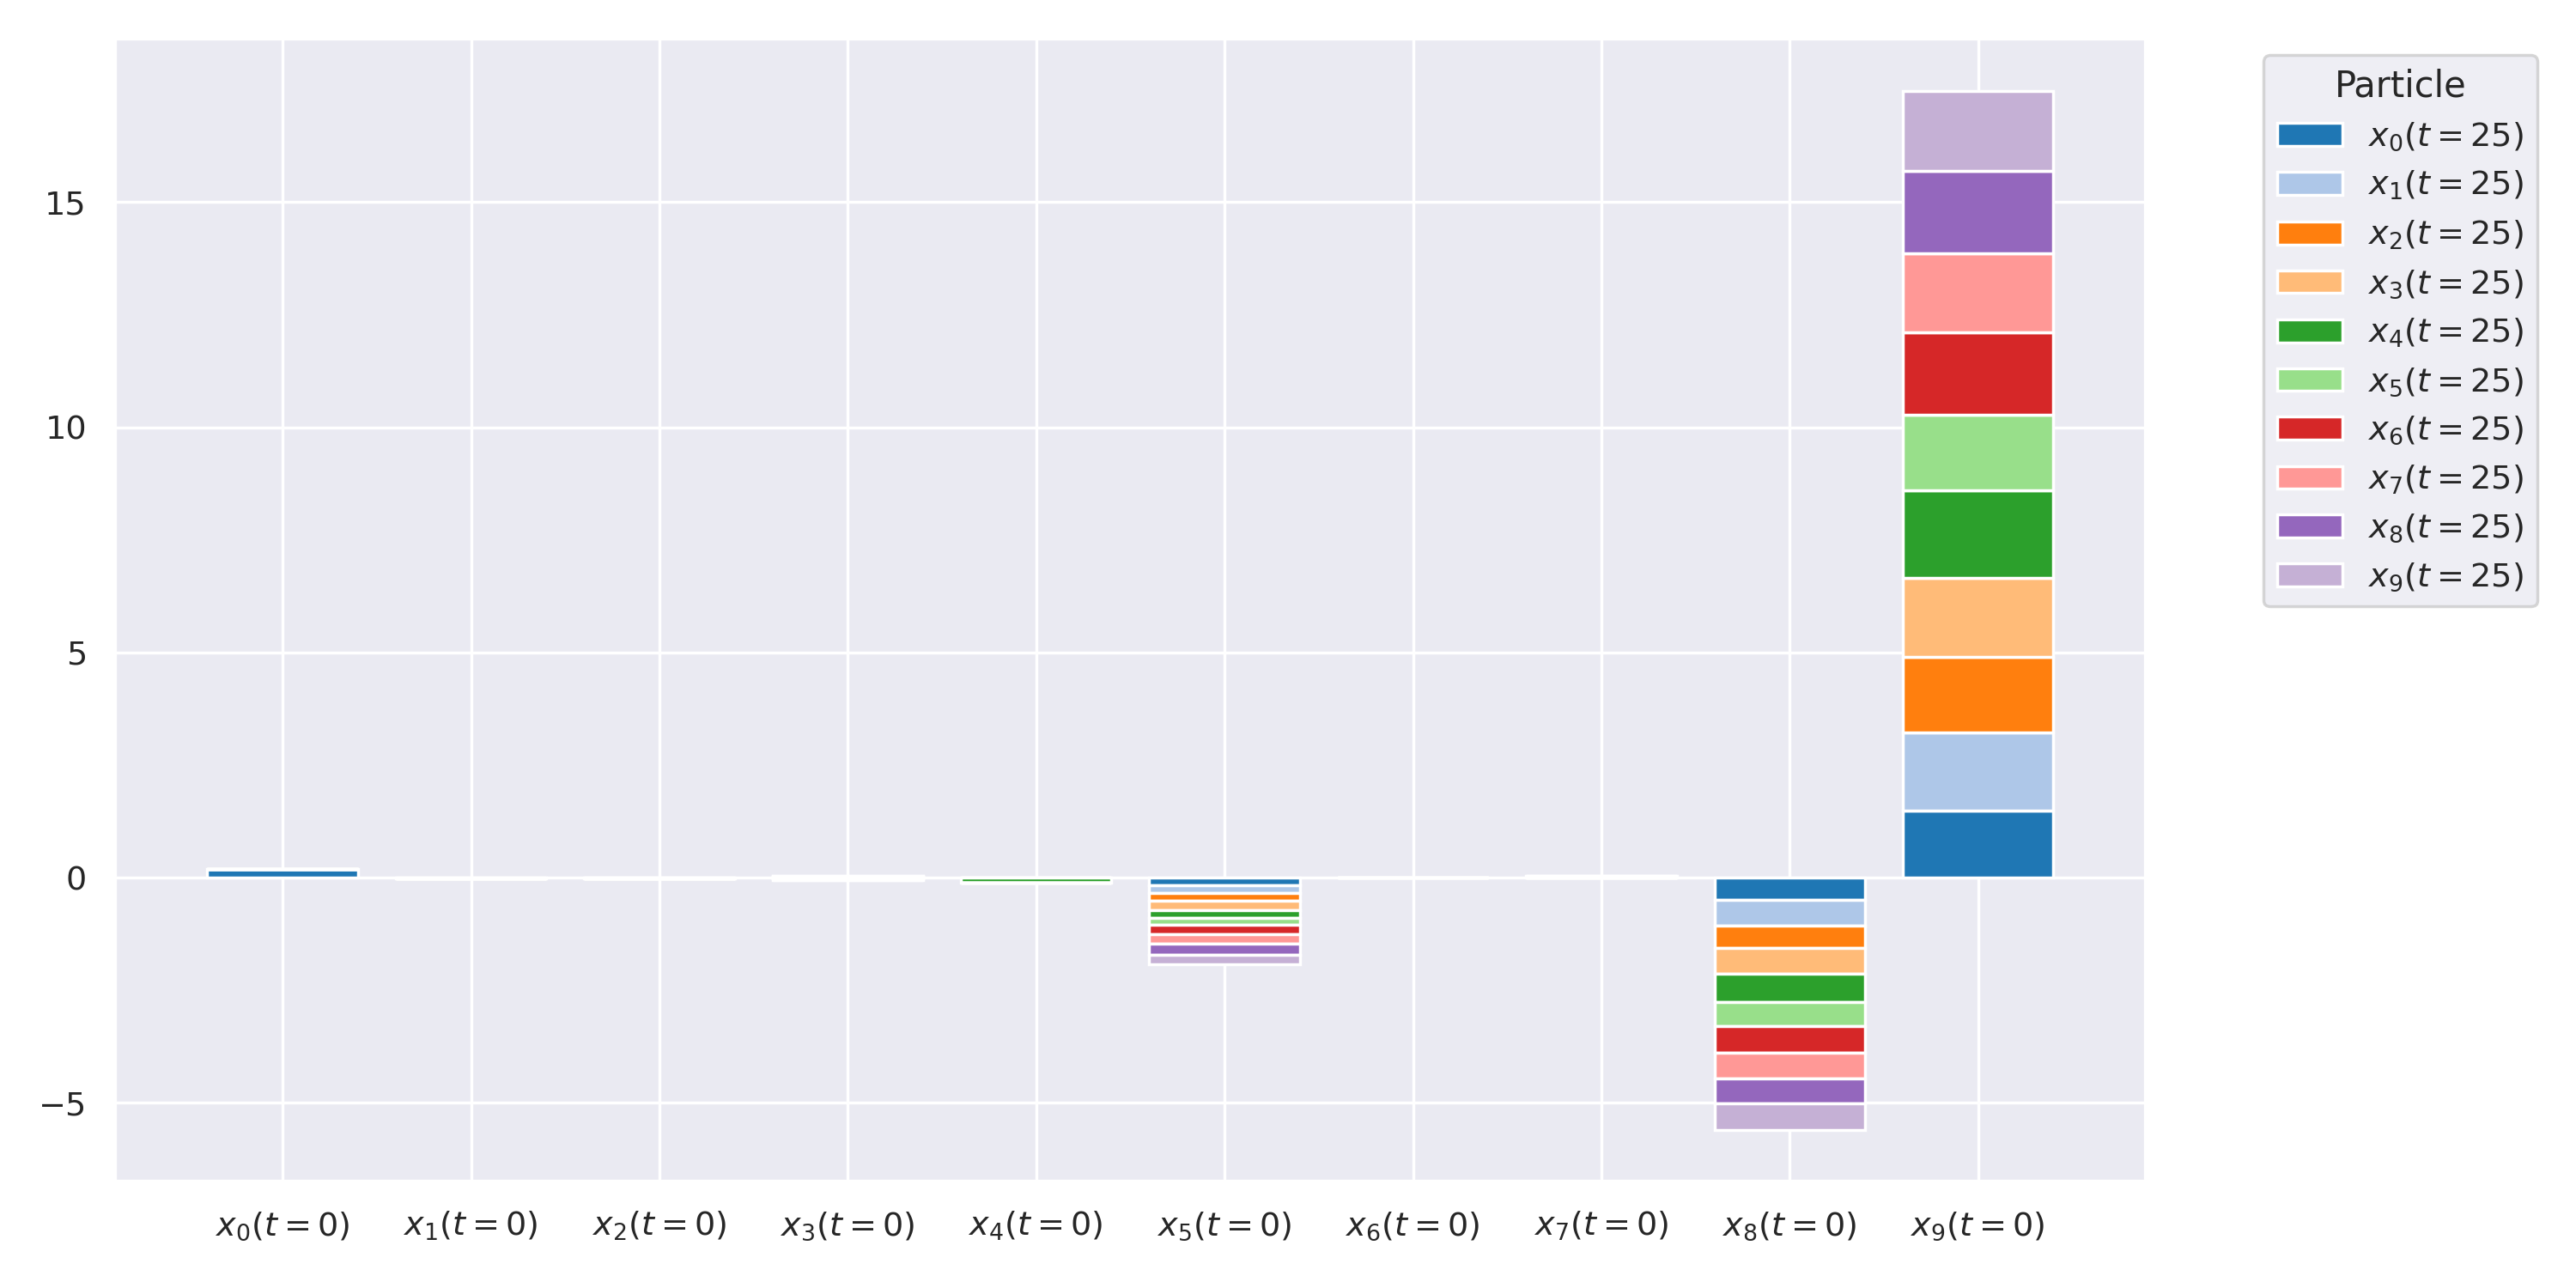 15
10
5
0
−5
x₀(t = 0) x₁(t = 0) x₂(t = 0) x₃(t = 0) x₄(t = 0) x₅(t = 0) x₆(t = 0) x₇(t = 0) x₈(t = 0) x₉(t = 0)
Particle
x₀(t = 25)
x₁(t = 25)
x₂(t = 25)
x₃(t = 25)
x₄(t = 25)
x₅(t = 25)
x₆(t = 25)
x₇(t = 25)
x₈(t = 25)
x₉(t = 25)